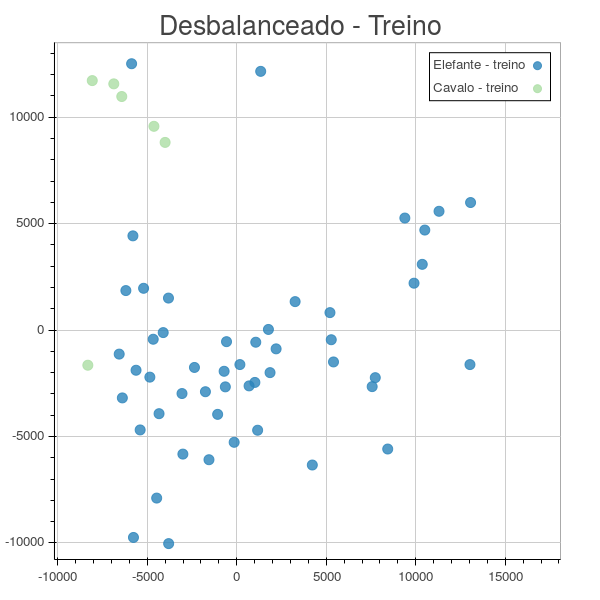 Desbalanceado - Treino
Elefante - treino
Cavalo - treino
10000
5000
0
-5000
-10000
-10000 -5000 0 5000 10000 15000